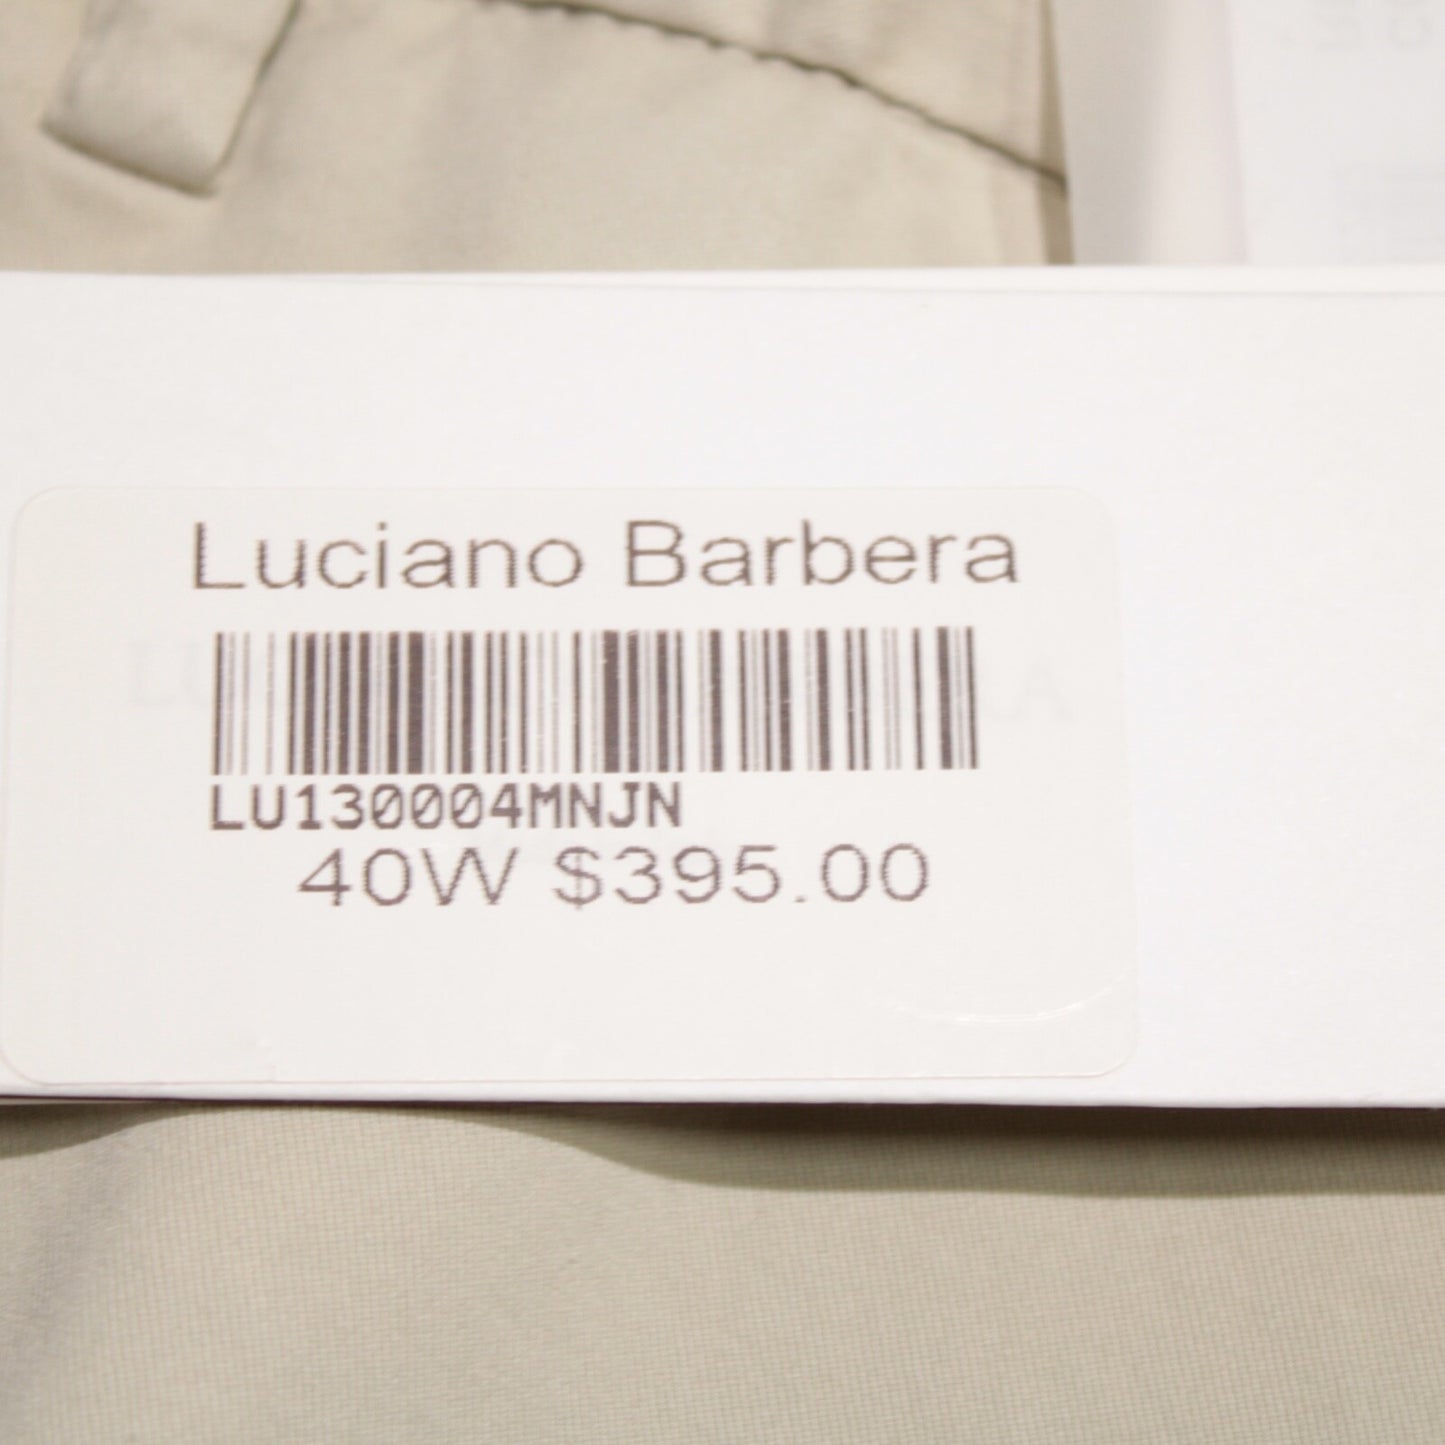 Luciano Barbera
LU130004MNJN
40W $395.00